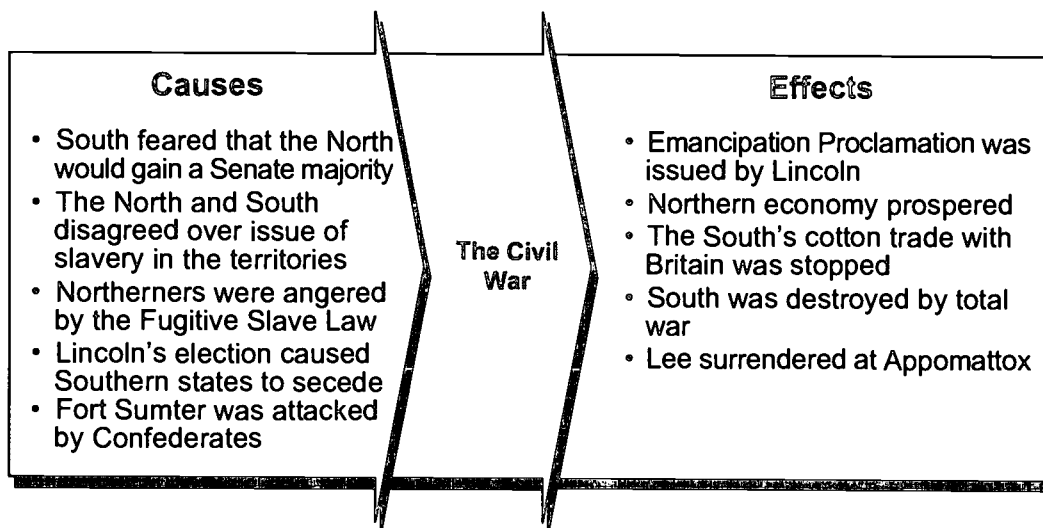 Causes
• South feared that the North
would gain a Senate majority
• The North and South
disagreed over issue of
slavery in the territories
• Northerners were angered
by the Fugitive Slave Law
• Lincoln's election caused
Southern states to secede
• Fort Sumter was attacked
by Confederates
The Civil
War
Effects
• Emancipation Proclamation was
issued by Lincoln
• Northern economy prospered
• The South's cotton trade with
Britain was stopped
• South was destroyed by total
war
• Lee surrendered at Appomattox